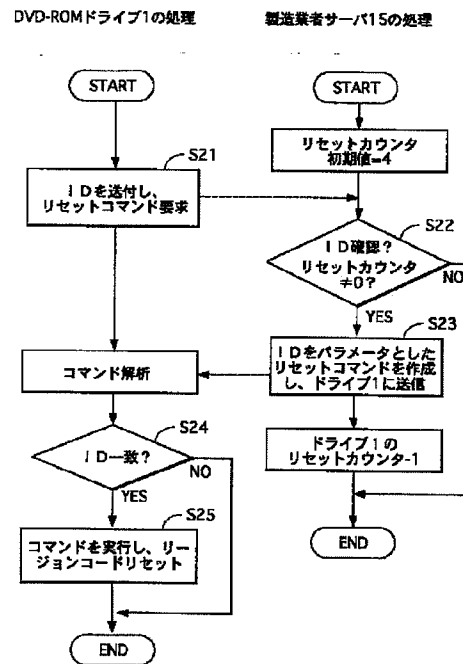 DVD-ROMドライブ1の処理
START
S21
IDを送付し、
リセットコマンド要求
コマンド解析
S24
ID一致?
NO
YES
S25
コマンドを実行し、リー
ジョンコードリセット
END
製造業者サーバ15の処理
START
リセットカウンタ
初期値=4
S22
ID確認?
リセットカウンタ
≠0?
NO
YES
S23
IDをパラメータとした
リセットコマンドを作成
し、ドライブ1に送信
ドライブ1の
リセットカウンタ-1
END